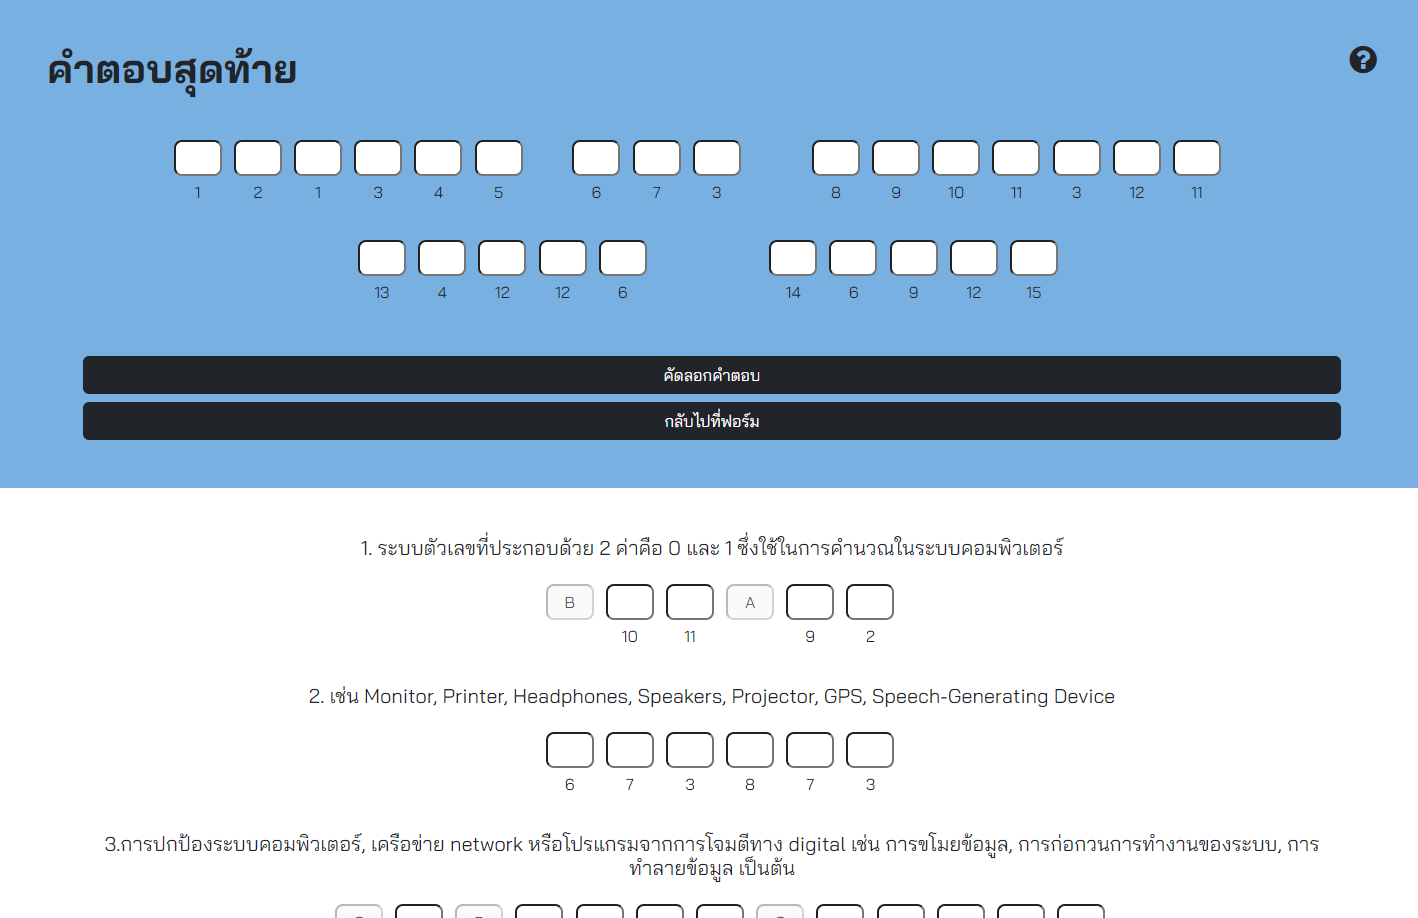 คำตอบสุดท้าย
1 2 1 3 4 5 6 7 3 8 9 10 11 3 12 11
13 4 12 12 6 14 6 9 12 15
คัดลอกคำตอบ
กลับไปที่ฟอร์ม
1. ระบบตัวเลขที่ประกอบด้วย 2 ค่าคือ 0 และ 1 ซึ่งใช้ในการคำนวณในระบบคอมพิวเตอร์
B A
10 11 9 2
2. เช่น Monitor, Printer, Headphones, Speakers, Projector, GPS, Speech-Generating Device
6 7 3 8 7 3
3.การปกป้องระบบคอมพิวเตอร์, เครือข่าย network หรือโปรแกรมจากการโจมตีทาง digital เช่น การขโมยข้อมูล, การก่อกวนการทำงานของระบบ, การ
ทำลายข้อมูล เป็นต้น